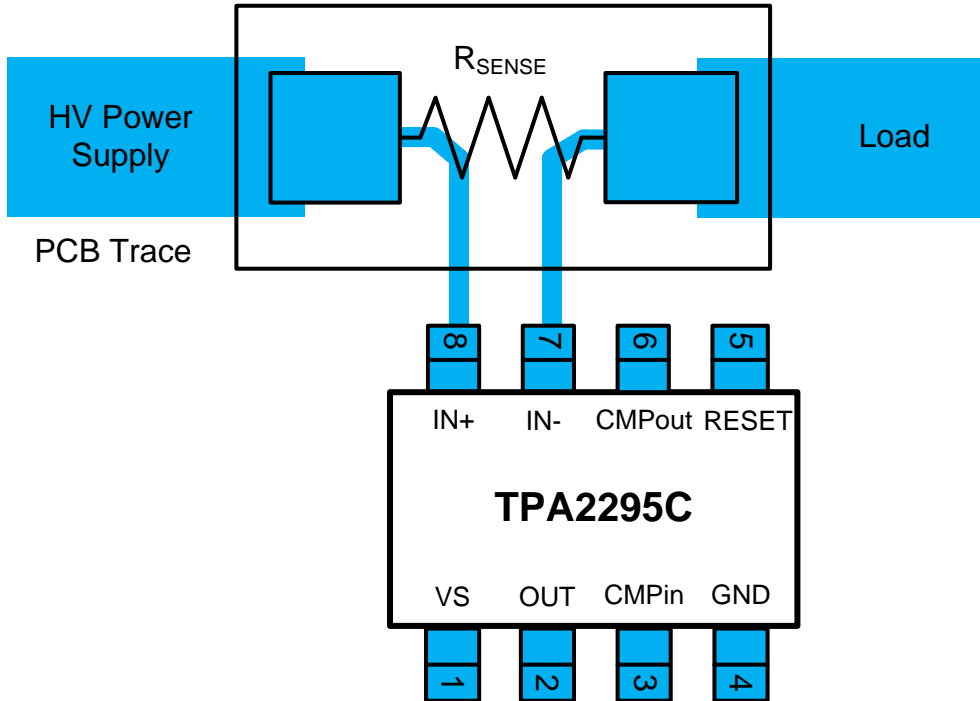 R_SENSE
HV Power
Supply
Load
PCB Trace
8 7 6 5
IN+ IN- CMPout RESET
TPA2295C
VS OUT CMPin GND
1 2 3 4